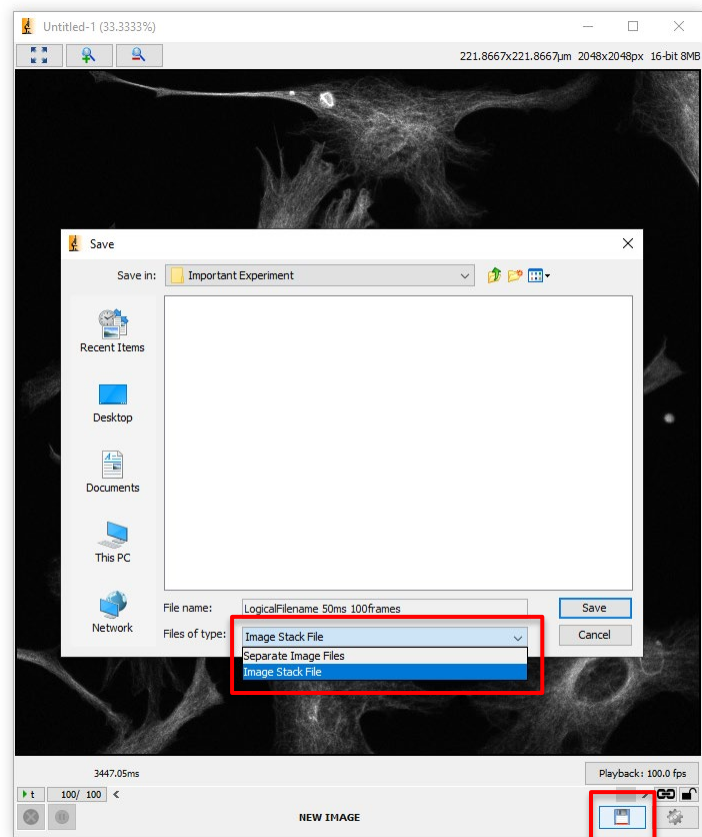 Untitled-1 (33.3333%)
221.8667x221.8667µm 2048x2048px 16-bit 8MB
Save
Save in: Important Experiment
Recent Items
Desktop
Documents
This PC
Network
File name: LogicalFilename 50ms 100frames Save
Files of type: Image Stack File Cancel
Separate Image Files
Image Stack File
3447.05ms Playback: 100.0 fps
t 100/ 100 < >
NEW IMAGE